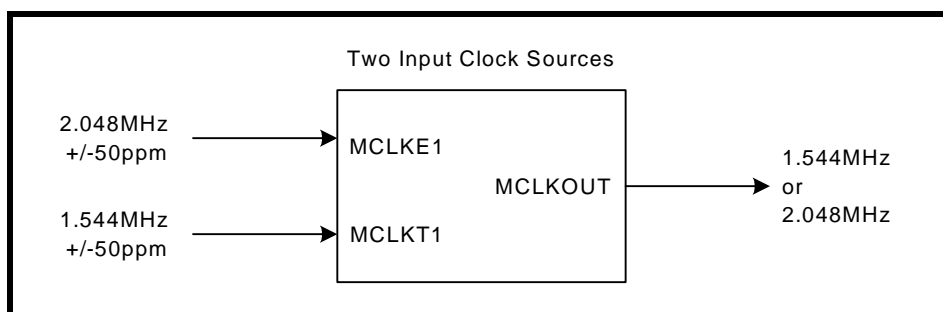 Two Input Clock Sources
2.048MHz
+/-50ppm
MCLKE1
MCLKOUT
1.544MHz
or
2.048MHz
1.544MHz
+/-50ppm
MCLKT1